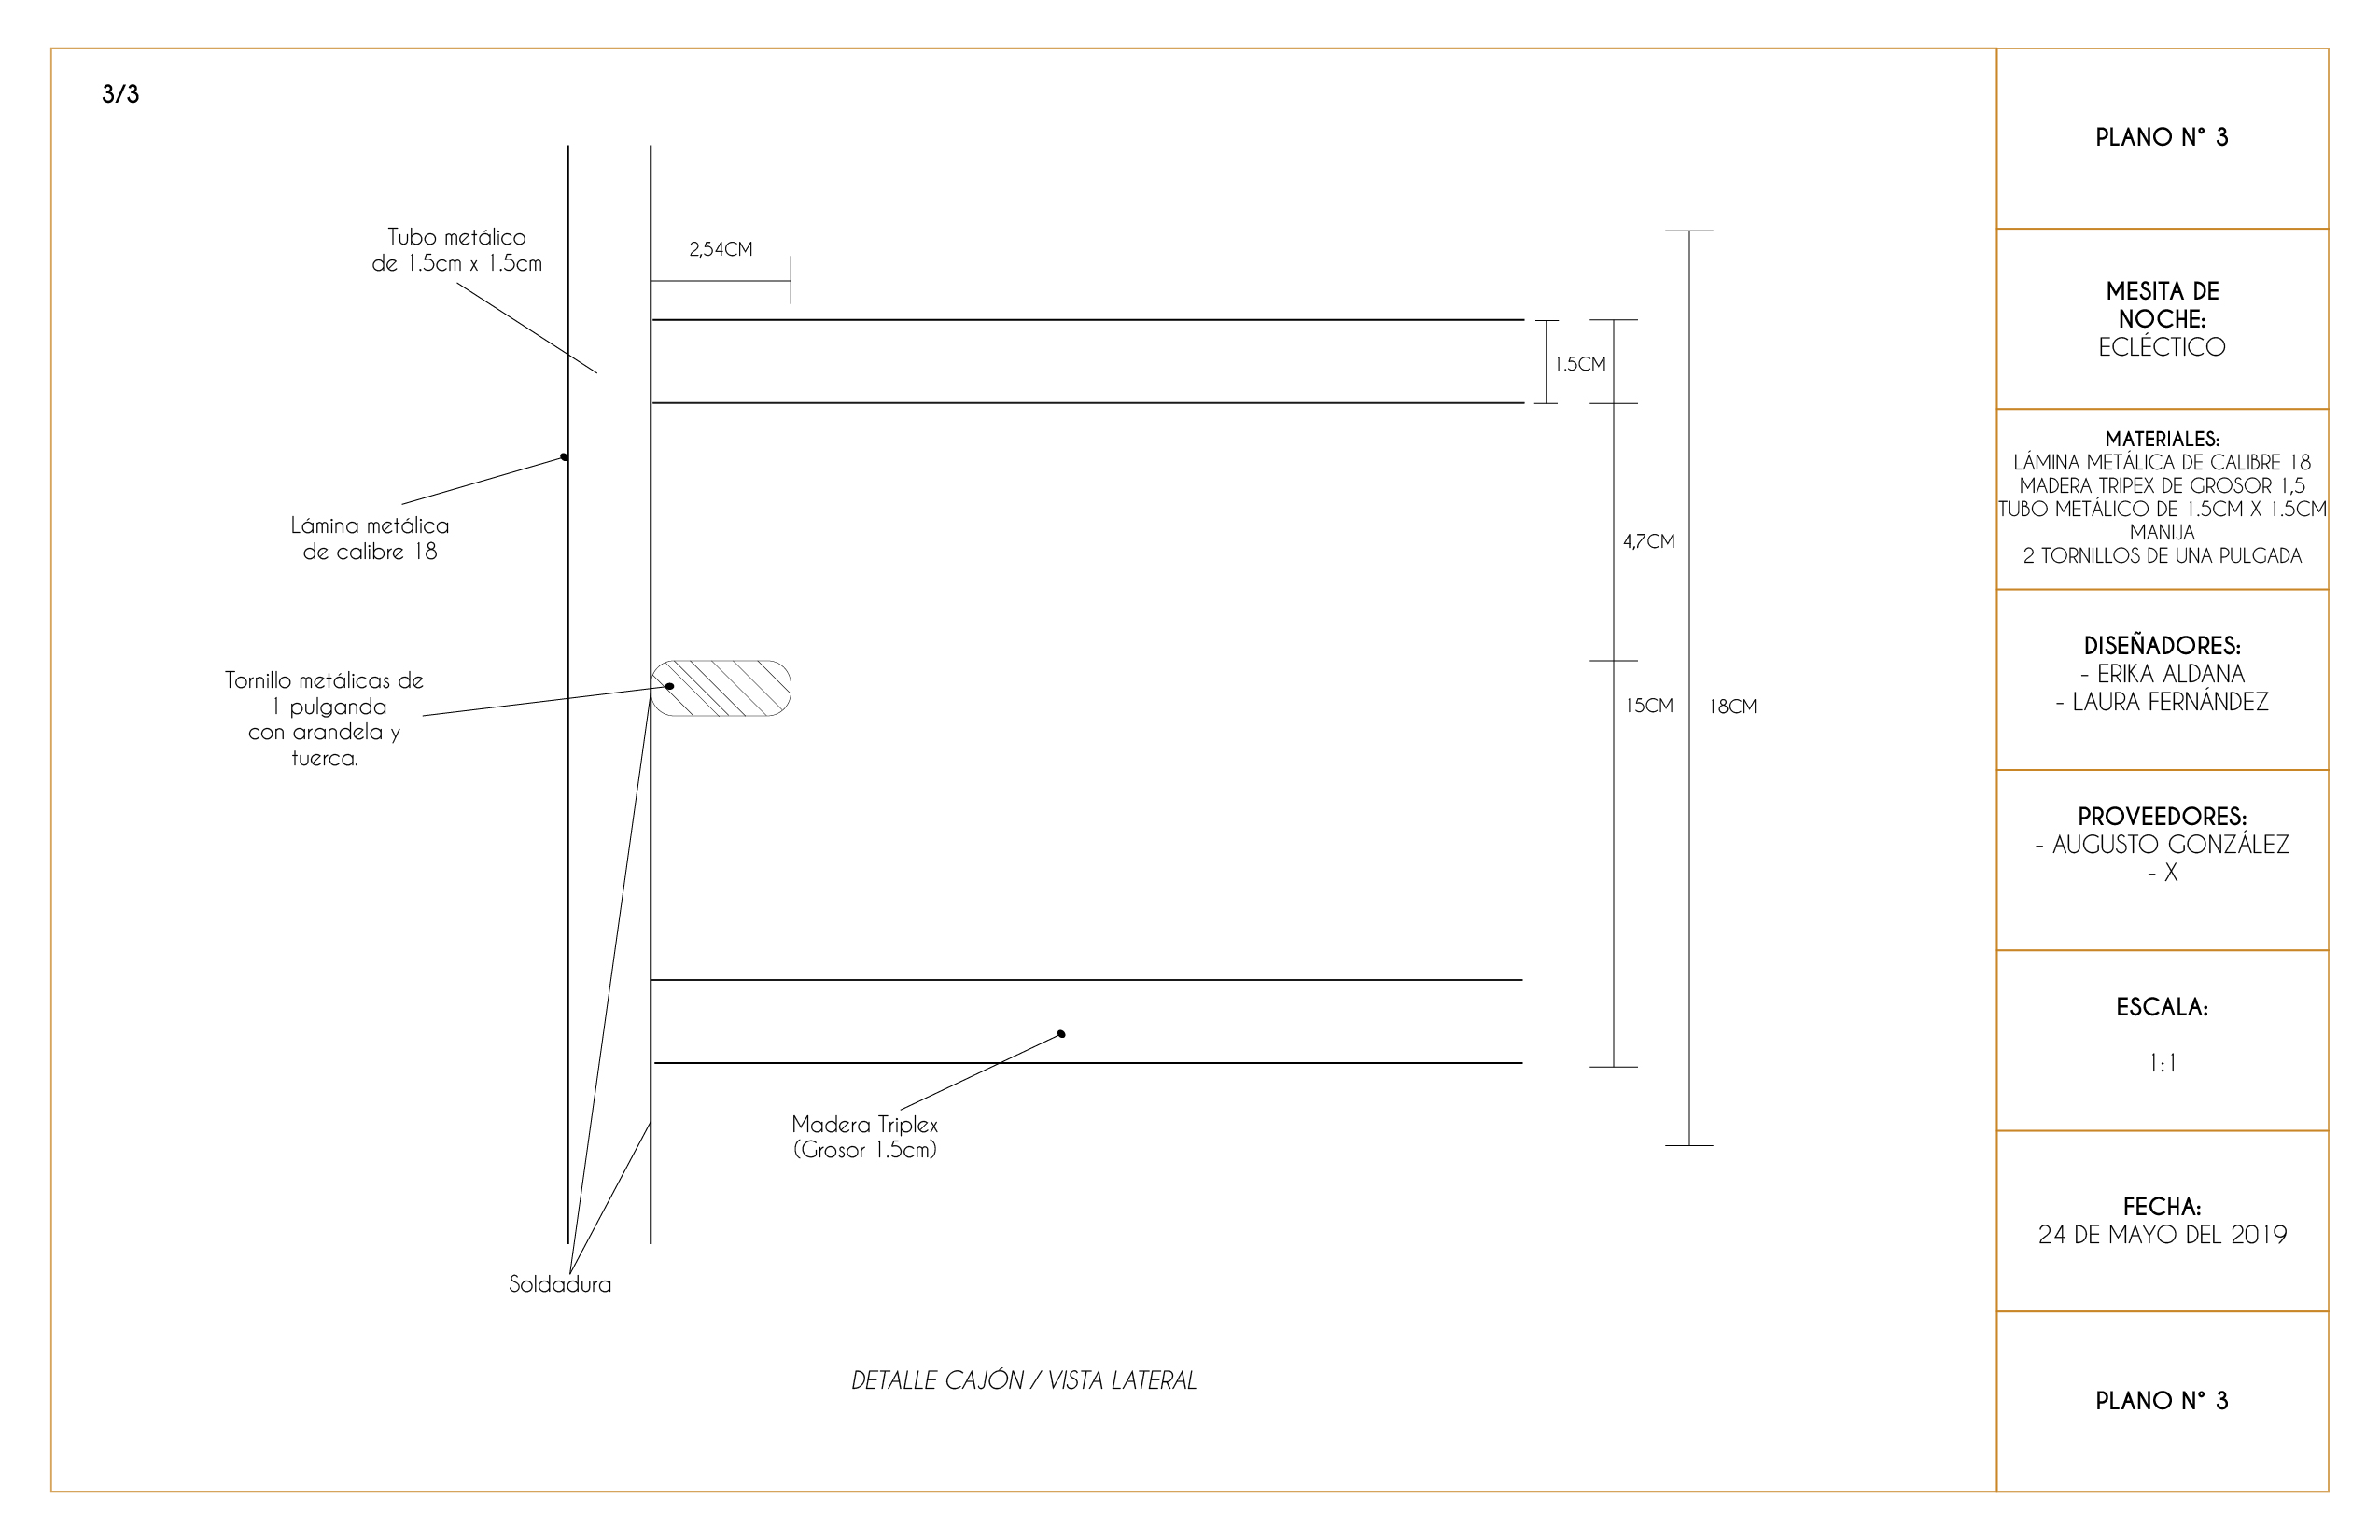 3/3
Tubo metálico
de 1.5cm x 1.5cm
2,54CM
1.5CM
Lámina metálica
de calibre 18
4,7CM
Tornillo metálicas de
1 pulganda
con arandela y
tuerca.
15CM
18CM
Madera Triplex
(Grosor 1.5cm)
Soldadura
DETALLE CAJÓN / VISTA LATERAL
PLANO N° 3
MESITA DE
NOCHE:
ECLÉCTICO
MATERIALES:
LÁMINA METÁLICA DE CALIBRE 18
MADERA TRIPEX DE GROSOR 1,5
TUBO METÁLICO DE 1.5CM X 1.5CM
MANIJA
2 TORNILLOS DE UNA PULGADA
DISEÑADORES:
- ERIKA ALDANA
- LAURA FERNÁNDEZ
PROVEEDORES:
- AUGUSTO GONZÁLEZ
- X
ESCALA:
1:1
FECHA:
24 DE MAYO DEL 2019
PLANO N° 3